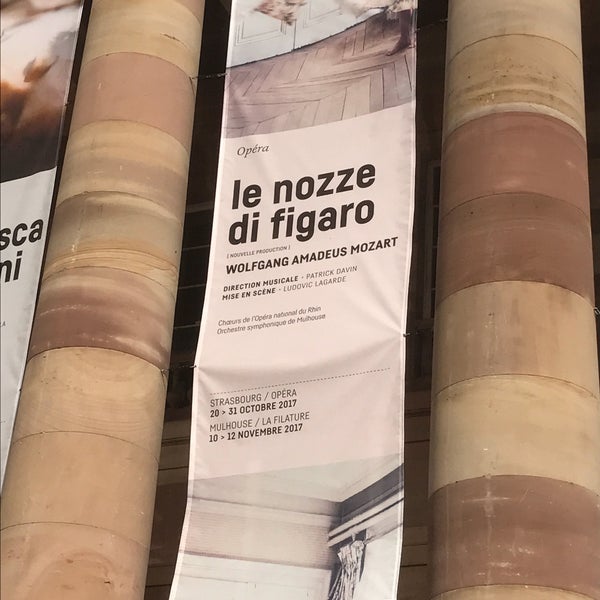 sca
ni
Opéra
le nozze
di figaro
[ NOUVELLE PRODUCTION ]
WOLFGANG AMADEUS MOZART
DIRECTION MUSICALE · PATRICK DAVIN
MISE EN SCÈNE · LUDOVIC LAGARDE
Chœurs de l'Opéra national du Rhin
Orchestre symphonique de Mulhouse
STRASBOURG / OPÉRA
20 > 31 OCTOBRE 2017
MULHOUSE / LA FILATURE
10 > 12 NOVEMBRE 2017